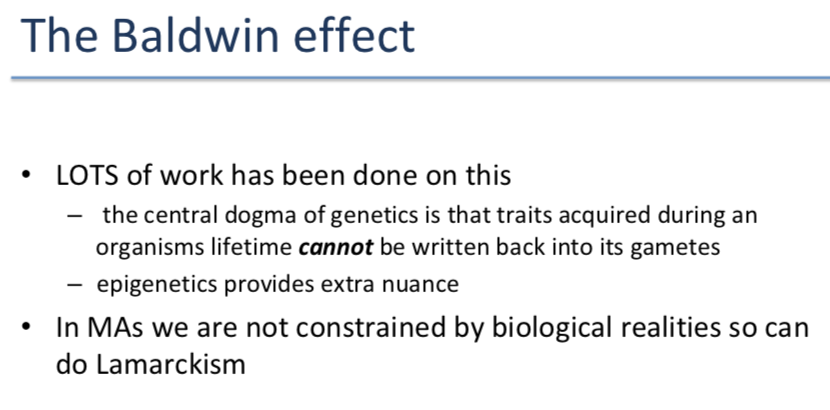 The Baldwin effect
• LOTS of work has been done on this
– the central dogma of genetics is that traits acquired during an
organisms lifetime cannot be written back into its gametes
– epigenetics provides extra nuance
• In MAs we are not constrained by biological realities so can
do Lamarckism